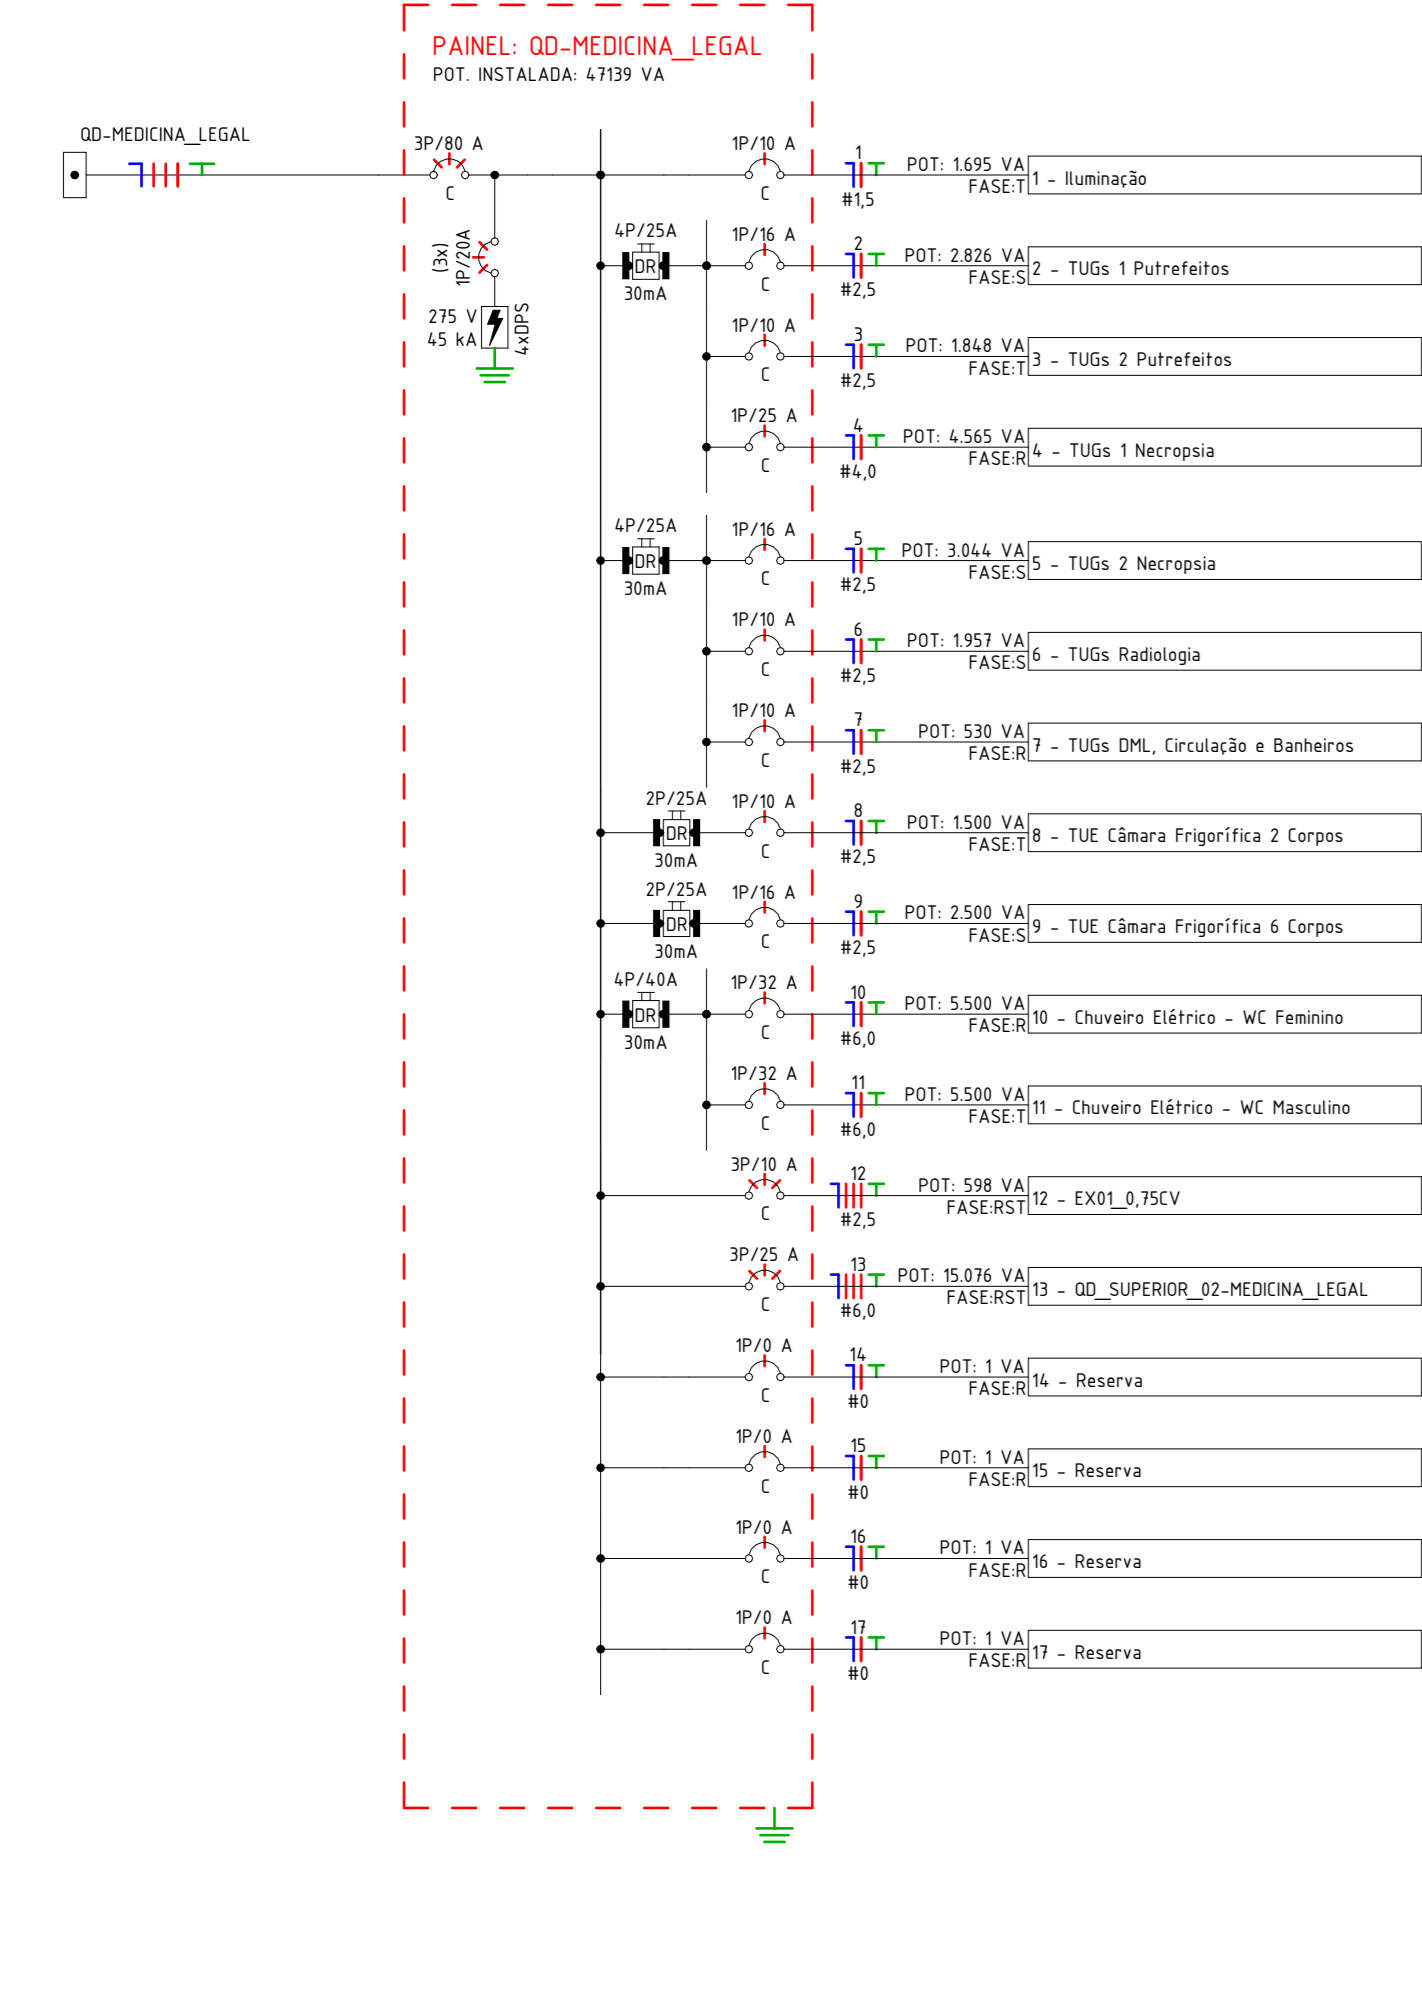 PAINEL: QD-MEDICINA_LEGAL
POT. INSTALADA: 47139 VA
QD-MEDICINA_LEGAL
3P/80 A
C
(3x)
1P/20A
275 V
45 kA
4xDPS
1P/10 A
C
1
#1,5
POT: 1.695 VA
FASE:T
1 - Iluminação
4P/25A
DR
30mA
1P/16 A
C
2
#2,5
POT: 2.826 VA
FASE:S
2 - TUGs 1 Putrefeitos
1P/10 A
C
3
#2,5
POT: 1.848 VA
FASE:T
3 - TUGs 2 Putrefeitos
1P/25 A
C
4
#4,0
POT: 4.565 VA
FASE:R
4 - TUGs 1 Necropsia
4P/25A
DR
30mA
1P/16 A
C
5
#2,5
POT: 3.044 VA
FASE:S
5 - TUGs 2 Necropsia
1P/10 A
C
6
#2,5
POT: 1.957 VA
FASE:S
6 - TUGs Radiologia
1P/10 A
C
7
#2,5
POT: 530 VA
FASE:R
7 - TUGs DML, Circulação e Banheiros
2P/25A
DR
30mA
1P/10 A
C
8
#2,5
POT: 1.500 VA
FASE:T
8 - TUE Câmara Frigorífica 2 Corpos
2P/25A
DR
30mA
1P/16 A
C
9
#2,5
POT: 2.500 VA
FASE:S
9 - TUE Câmara Frigorífica 6 Corpos
4P/40A
DR
30mA
1P/32 A
C
10
#6,0
POT: 5.500 VA
FASE:R
10 - Chuveiro Elétrico - WC Feminino
1P/32 A
C
11
#6,0
POT: 5.500 VA
FASE:T
11 - Chuveiro Elétrico - WC Masculino
3P/10 A
C
12
#2,5
POT: 598 VA
FASE:RST
12 - EX01_0,75CV
3P/25 A
C
13
#6,0
POT: 15.076 VA
FASE:RST
13 - QD_SUPERIOR_02-MEDICINA_LEGAL
1P/0 A
C
14
#0
POT: 1 VA
FASE:R
14 - Reserva
1P/0 A
C
15
#0
POT: 1 VA
FASE:R
15 - Reserva
1P/0 A
C
16
#0
POT: 1 VA
FASE:R
16 - Reserva
1P/0 A
C
17
#0
POT: 1 VA
FASE:R
17 - Reserva